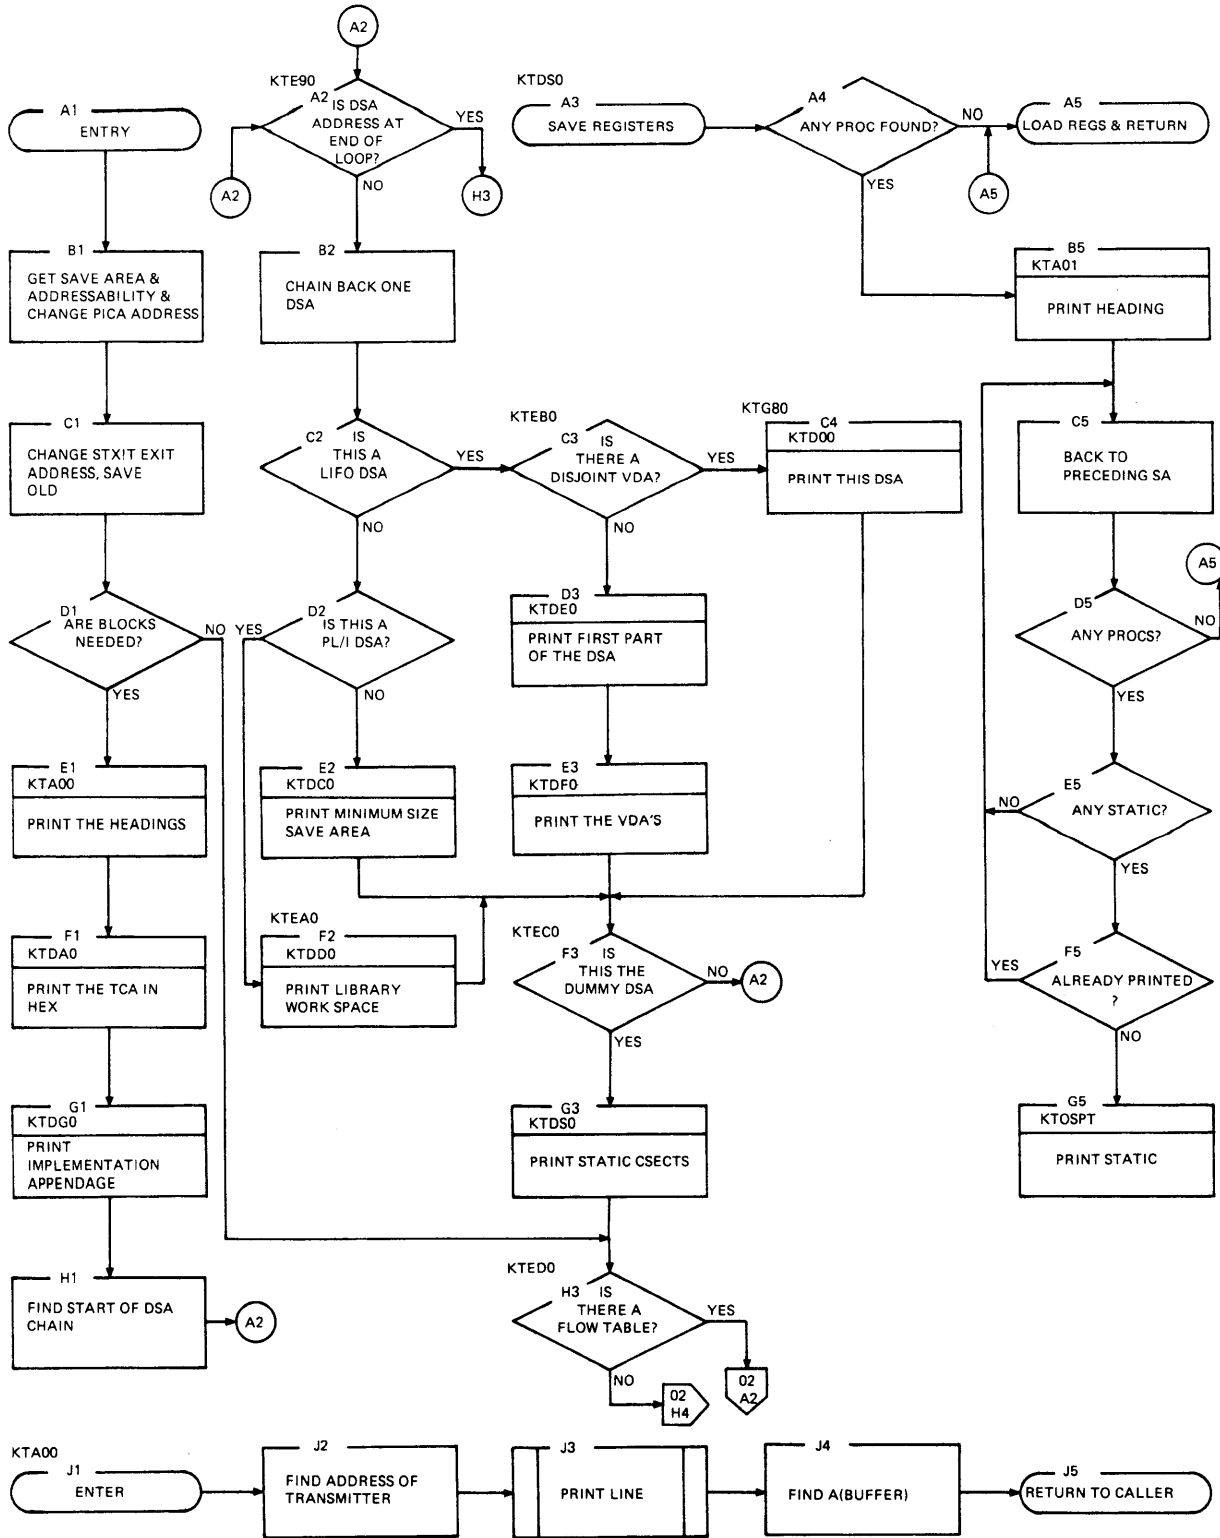 A2
KTE90
A2
IS DSA
ADDRESS AT
END OF
LOOP?
YES
NO
A2
H3
A1
ENTRY
KTDS0
A3
SAVE REGISTERS
A4
ANY PROC FOUND?
NO
YES
A5
LOAD REGS & RETURN
A5
B1
GET SAVE AREA &
ADDRESSABILITY &
CHANGE PICA ADDRESS
B2
CHAIN BACK ONE
DSA
B5
KTA01
PRINT HEADING
C1
CHANGE STX!T EXIT
ADDRESS, SAVE
OLD
C2
IS
THIS A
LIFO DSA
YES
NO
KTEB0
C3
IS
THERE A
DISJOINT VDA?
YES
NO
KTG80
C4
KTD00
PRINT THIS DSA
C5
BACK TO
PRECEDING SA
A5
D1
ARE BLOCKS
NEEDED?
NO
YES
D2
IS THIS A
PL/I DSA?
YES
NO
D3
KTDE0
PRINT FIRST PART
OF THE DSA
D5
ANY PROCS?
NO
YES
E1
KTA00
PRINT THE HEADINGS
E2
KTDC0
PRINT MINIMUM SIZE
SAVE AREA
E3
KTDF0
PRINT THE VDA'S
E5
ANY STATIC?
NO
YES
F1
KTDA0
PRINT THE TCA IN
HEX
KTEA0
F2
KTDD0
PRINT LIBRARY
WORK SPACE
KTEC0
F3
IS
THIS THE
DUMMY DSA
NO
A2
YES
F5
ALREADY PRINTED
?
YES
NO
G1
KTDG0
PRINT
IMPLEMENTATION
APPENDAGE
G3
KTDS0
PRINT STATIC CSECTS
G5
KTOSPT
PRINT STATIC
H1
FIND START OF DSA
CHAIN
A2
KTED0
H3
IS
THERE A
FLOW TABLE?
YES
NO
02
A2
02
H4
KTA00
J1
ENTER
J2
FIND ADDRESS OF
TRANSMITTER
J3
PRINT LINE
J4
FIND A(BUFFER)
J5
RETURN TO CALLER